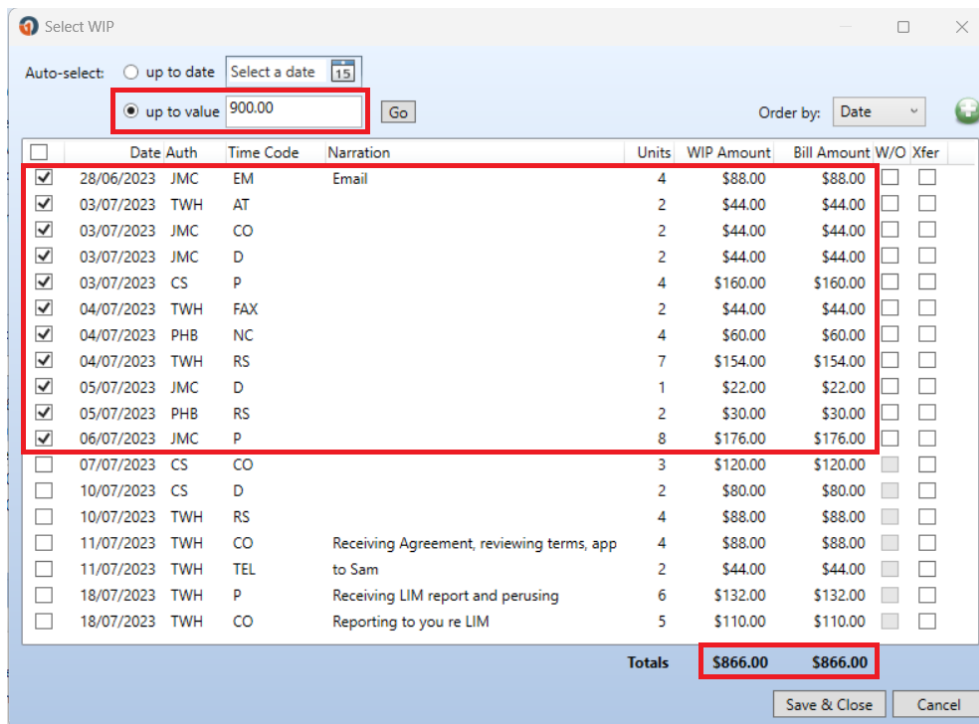 Select WIP
Auto-select: up to date Select a date 15
up to value 900.00 Go Order by: Date
Date Auth Time Code Narration Units WIP Amount Bill Amount W/O Xfer
28/06/2023 JMC EM Email 4 $88.00 $88.00
03/07/2023 TWH AT 2 $44.00 $44.00
03/07/2023 JMC CO 2 $44.00 $44.00
03/07/2023 JMC D 2 $44.00 $44.00
03/07/2023 CS P 4 $160.00 $160.00
04/07/2023 TWH FAX 2 $44.00 $44.00
04/07/2023 PHB NC 4 $60.00 $60.00
04/07/2023 TWH RS 7 $154.00 $154.00
05/07/2023 JMC D 1 $22.00 $22.00
05/07/2023 PHB RS 2 $30.00 $30.00
06/07/2023 JMC P 8 $176.00 $176.00
07/07/2023 CS CO 3 $120.00 $120.00
10/07/2023 CS D 2 $80.00 $80.00
10/07/2023 TWH RS 4 $88.00 $88.00
11/07/2023 TWH CO Receiving Agreement, reviewing terms, app 4 $88.00 $88.00
11/07/2023 TWH TEL to Sam 2 $44.00 $44.00
18/07/2023 TWH P Receiving LIM report and perusing 6 $132.00 $132.00
18/07/2023 TWH CO Reporting to you re LIM 5 $110.00 $110.00
Totals $866.00 $866.00
Save & Close Cancel